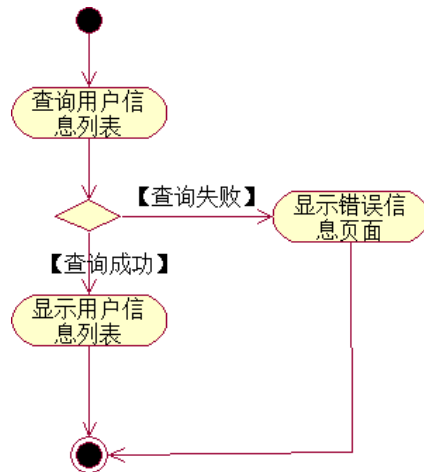 查询用户信
息列表
【查询失败】
显示错误信
息页面
【查询成功】
显示用户信
息列表